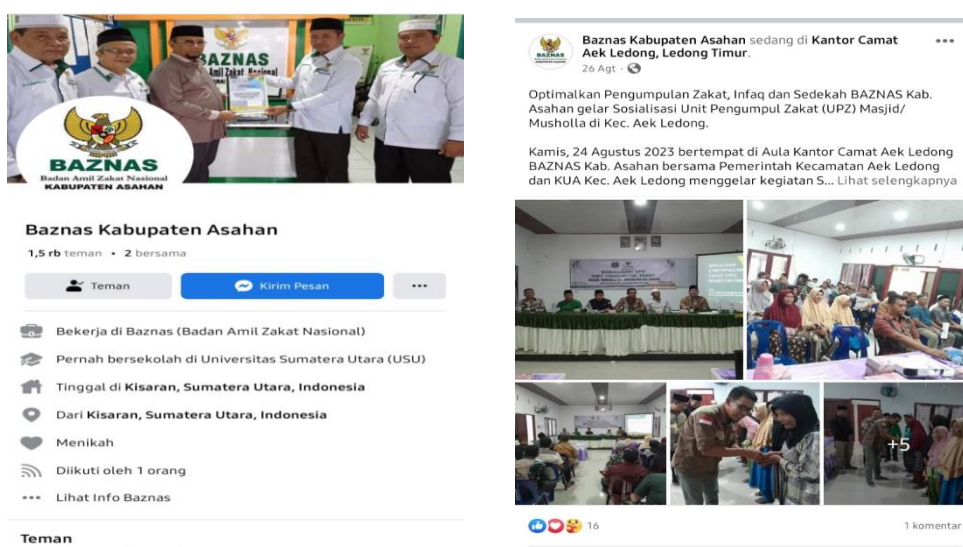 BAZNAS
Badan Amil Zakat Nasional
BAZNAS
Badan Amil Zakat Nasional
KABUPATEN ASAHAN
Baznas Kabupaten Asahan
1,5 rb teman • 2 bersama
Teman
Kirim Pesan
...
Bekerja di Baznas (Badan Amil Zakat Nasional)
Pernah bersekolah di Universitas Sumatera Utara (USU)
Tinggal di Kisaran, Sumatera Utara, Indonesia
Dari Kisaran, Sumatera Utara, Indonesia
Menikah
Diikuti oleh 1 orang
... Lihat Info Baznas
Teman
BAZNAS
Baznas Kabupaten Asahan sedang di Kantor Camat
Aek Ledong, Ledong Timur.
...
26 Agt ·
Optimalkan Pengumpulan Zakat, Infaq dan Sedekah BAZNAS Kab.
Asahan gelar Sosialisasi Unit Pengumpul Zakat (UPZ) Masjid/
Musholla di Kec. Aek Ledong.
Kamis, 24 Agustus 2023 bertempat di Aula Kantor Camat Aek Ledong
BAZNAS Kab. Asahan bersama Pemerintah Kecamatan Aek Ledong
dan KUA Kec. Aek Ledong menggelar kegiatan S... Lihat selengkapnya
+5
16
1 komentar